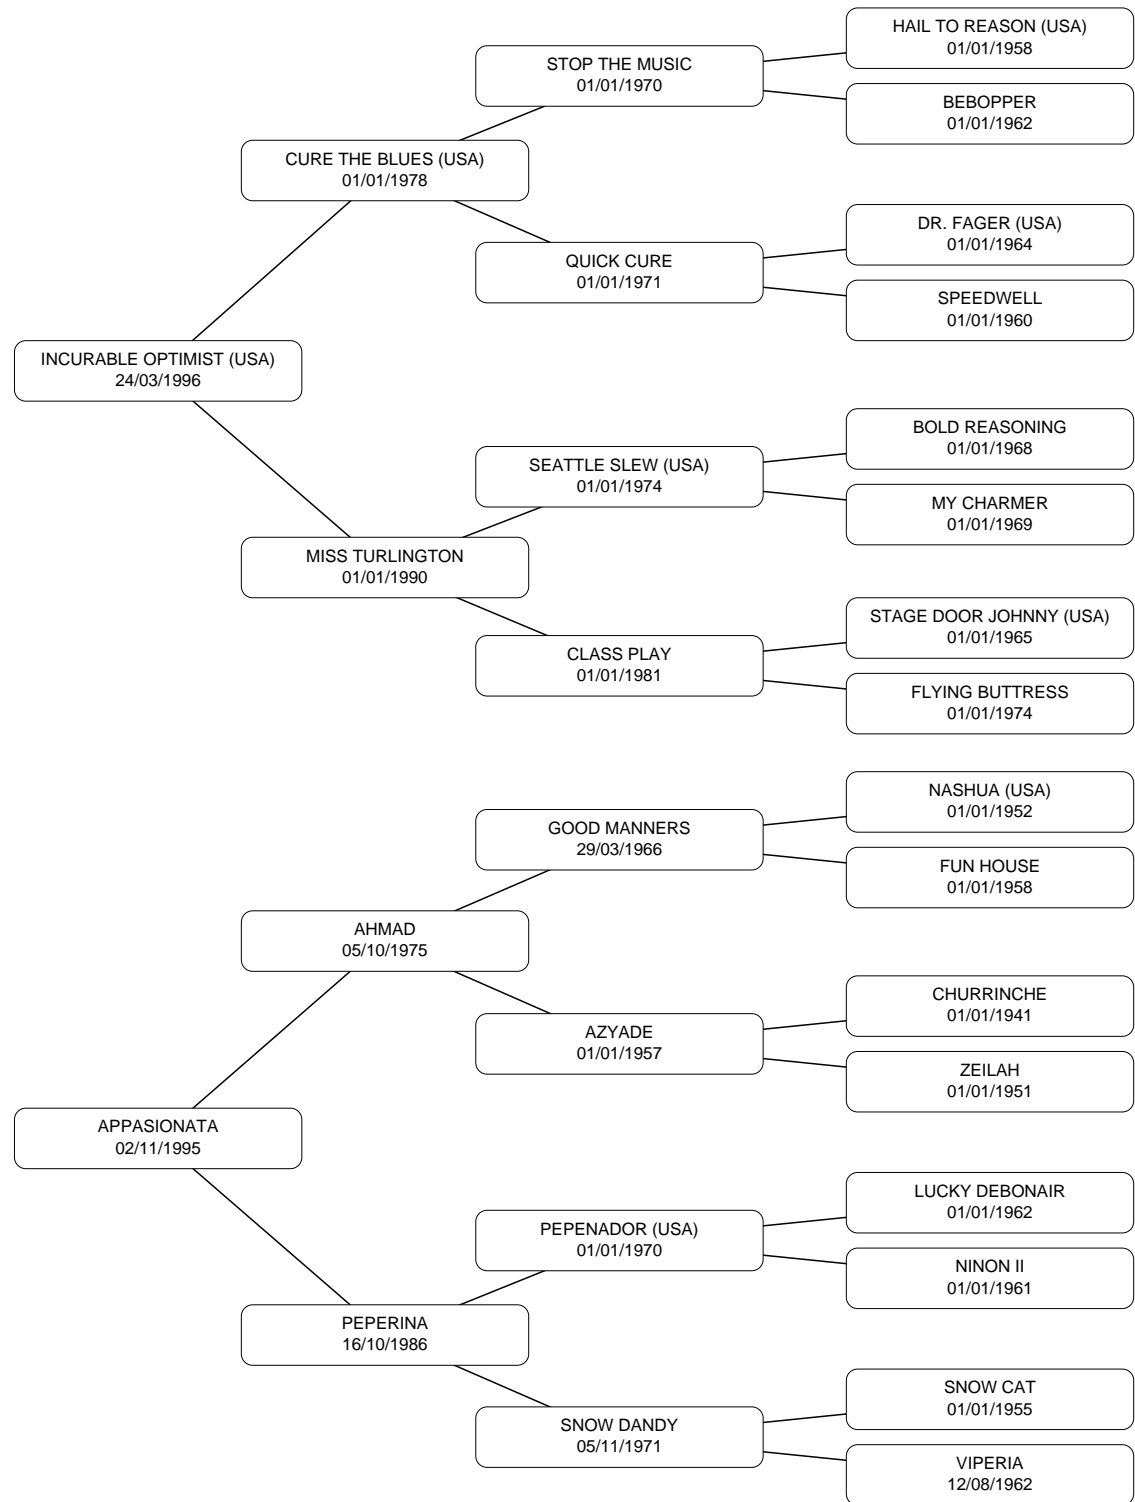 HAIL TO REASON (USA)
01/01/1958
STOP THE MUSIC
01/01/1970
BEBOPPER
01/01/1962
CURE THE BLUES (USA)
01/01/1978
DR. FAGER (USA)
01/01/1964
QUICK CURE
01/01/1971
SPEEDWELL
01/01/1960
INCURABLE OPTIMIST (USA)
24/03/1996
BOLD REASONING
01/01/1968
SEATTLE SLEW (USA)
01/01/1974
MY CHARMER
01/01/1969
MISS TURLINGTON
01/01/1990
STAGE DOOR JOHNNY (USA)
01/01/1965
CLASS PLAY
01/01/1981
FLYING BUTTRESS
01/01/1974
NASHUA (USA)
01/01/1952
GOOD MANNERS
29/03/1966
FUN HOUSE
01/01/1958
AHMAD
05/10/1975
CHURRINCHE
01/01/1941
AZYADE
01/01/1957
ZEILAH
01/01/1951
APPASIONATA
02/11/1995
LUCKY DEBONAIR
01/01/1962
PEPENADOR (USA)
01/01/1970
NINON II
01/01/1961
PEPERINA
16/10/1986
SNOW CAT
01/01/1955
SNOW DANDY
05/11/1971
VIPERIA
12/08/1962